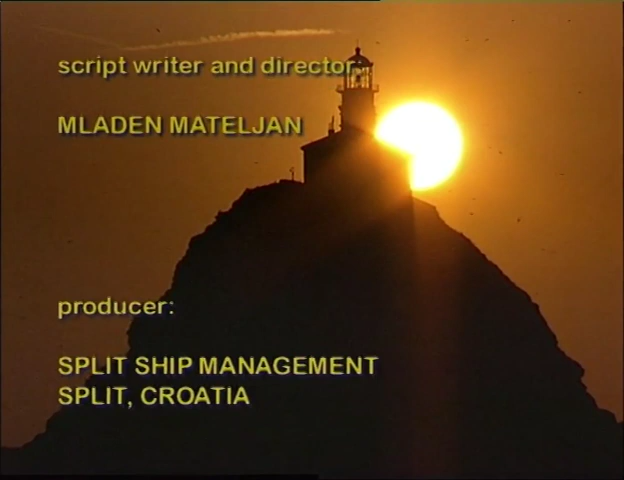 script writer and director
MLADEN MATELJAN
producer:
SPLIT SHIP MANAGEMENT
SPLIT, CROATIA